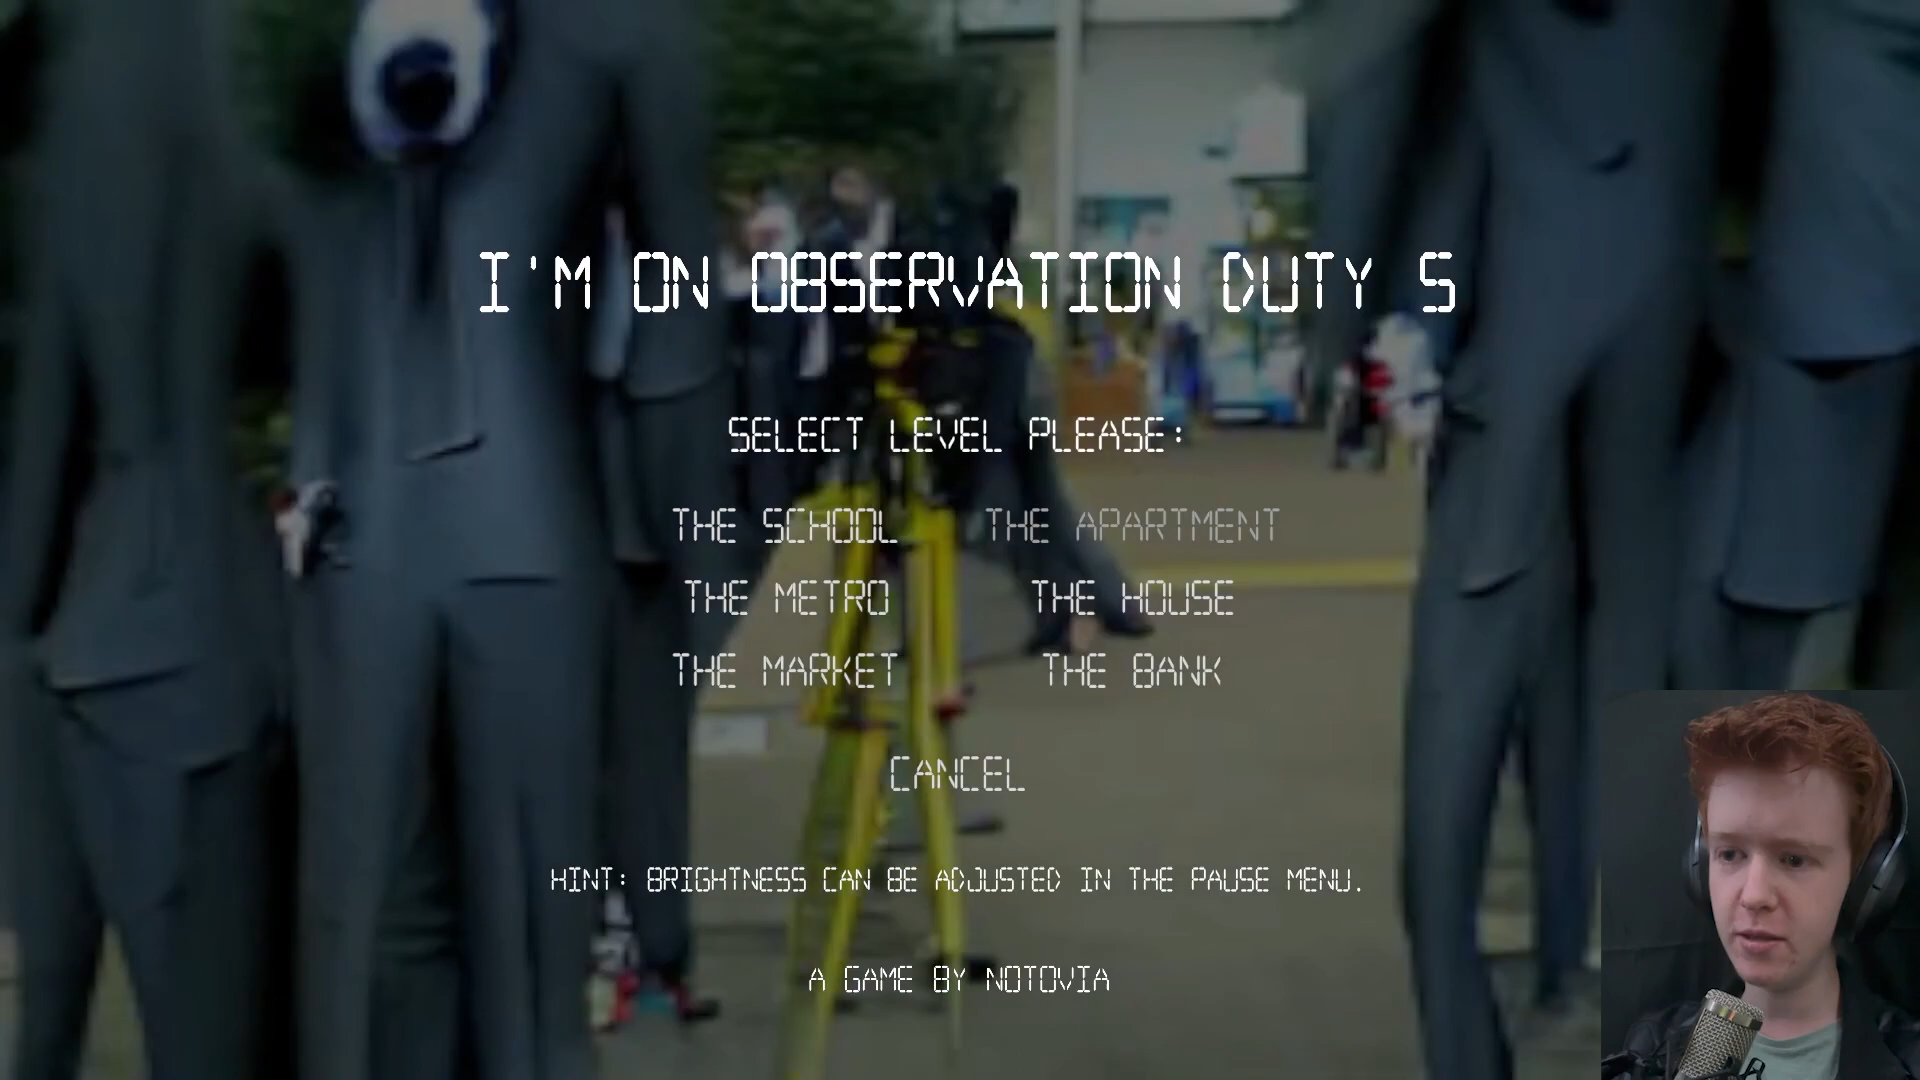 I'M ON OBSERVATION DUTY 5
SELECT LEVEL PLEASE:
THE SCHOOL THE APARTMENT
THE METRO THE HOUSE
THE MARKET THE BANK
CANCEL
HINT: BRIGHTNESS CAN BE ADJUSTED IN THE PAUSE MENU.
A GAME BY NOTOVIA